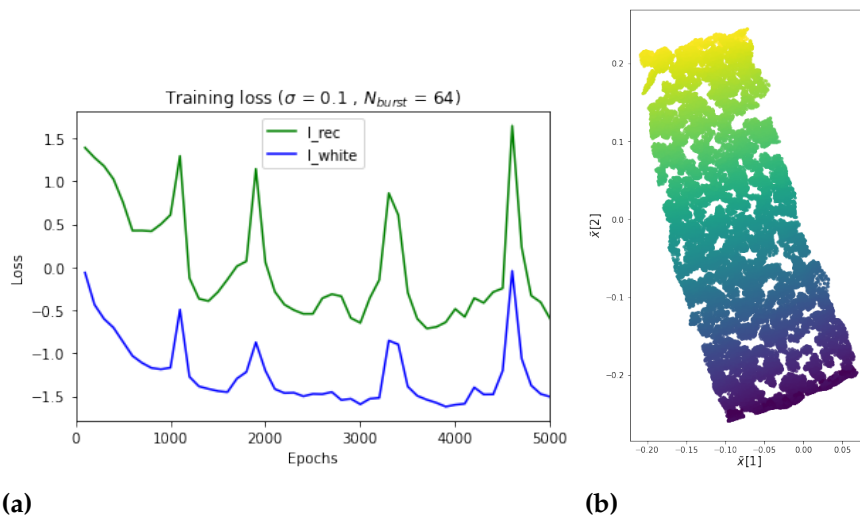 Training loss (σ = 0.1 , N_burst = 64)
l_rec
l_white
1.5
1.0
0.5
0.0
−0.5
−1.0
−1.5
Loss
0 1000 2000 3000 4000 5000
Epochs
(a)
0.2
0.1
0.0
−0.1
−0.2
x̄[2]
−0.20 −0.15 −0.10 −0.05 0.00 0.05
x̄[1]
(b)